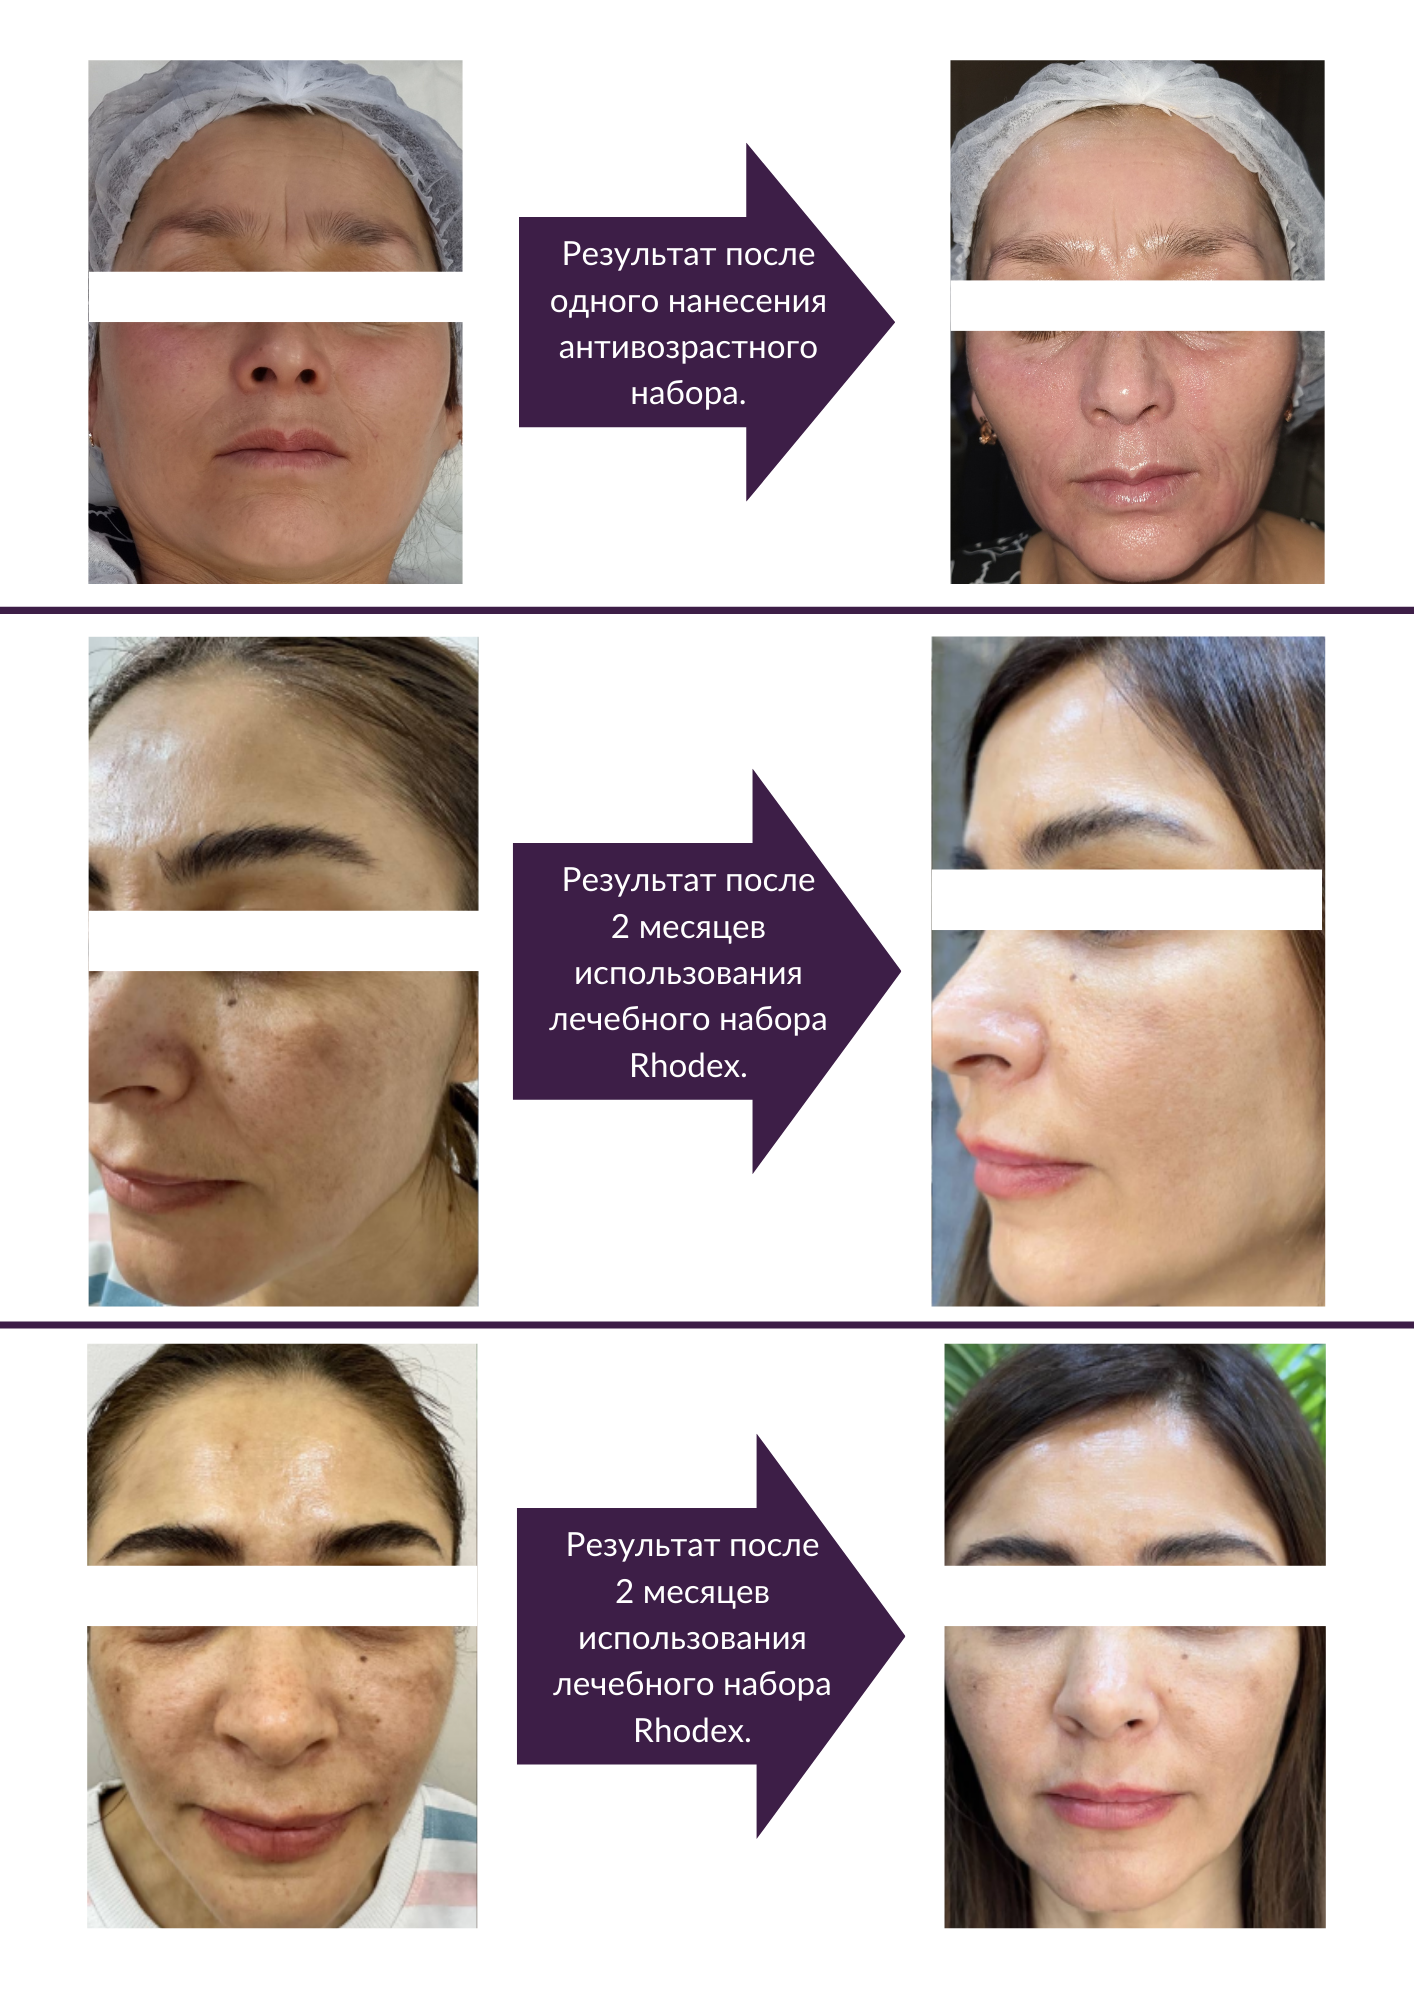 Результат после
одного нанесения
антивозрастного
набора.
Результат после
2 месяцев
использования
лечебного набора
Rhodex.
Результат после
2 месяцев
использования
лечебного набора
Rhodex.